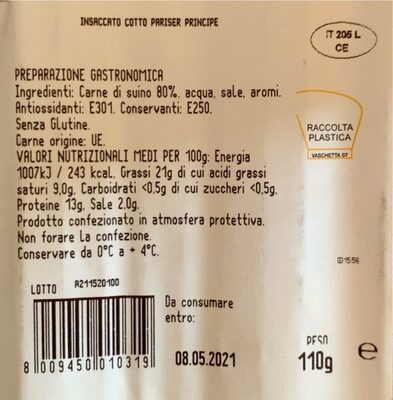 INSACCATO COTTO PARISER PRINCIPE
IT 205 L
CE
PREPARAZIONE GASTRONOMICA
Ingredienti: Carne di suino 80%, acqua, sale, aromi.
Antiossidanti: E301. Conservanti: E250.
Senza Glutine.
Carne origine: UE.
VALORI NUTRIZIONALI MEDI PER 100g: Energia
1007kJ / 243 kcal, Grassi 21g di cui acidi grassi
saturi 9,0g, Carboidrati <0,5g di cui zuccheri <0,5g,
Proteine 13g, Sale 2,0g.
Prodotto confezionato in atmosfera protettiva.
Non forare la confezione.
Conservare da 0°C a + 4°C.
RACCOLTA
PLASTICA
VASCHETTA 07
15:56
LOTTO A211520100
Da consumare
entro:
08.05.2021
PESO
110g e
8 009450 010319